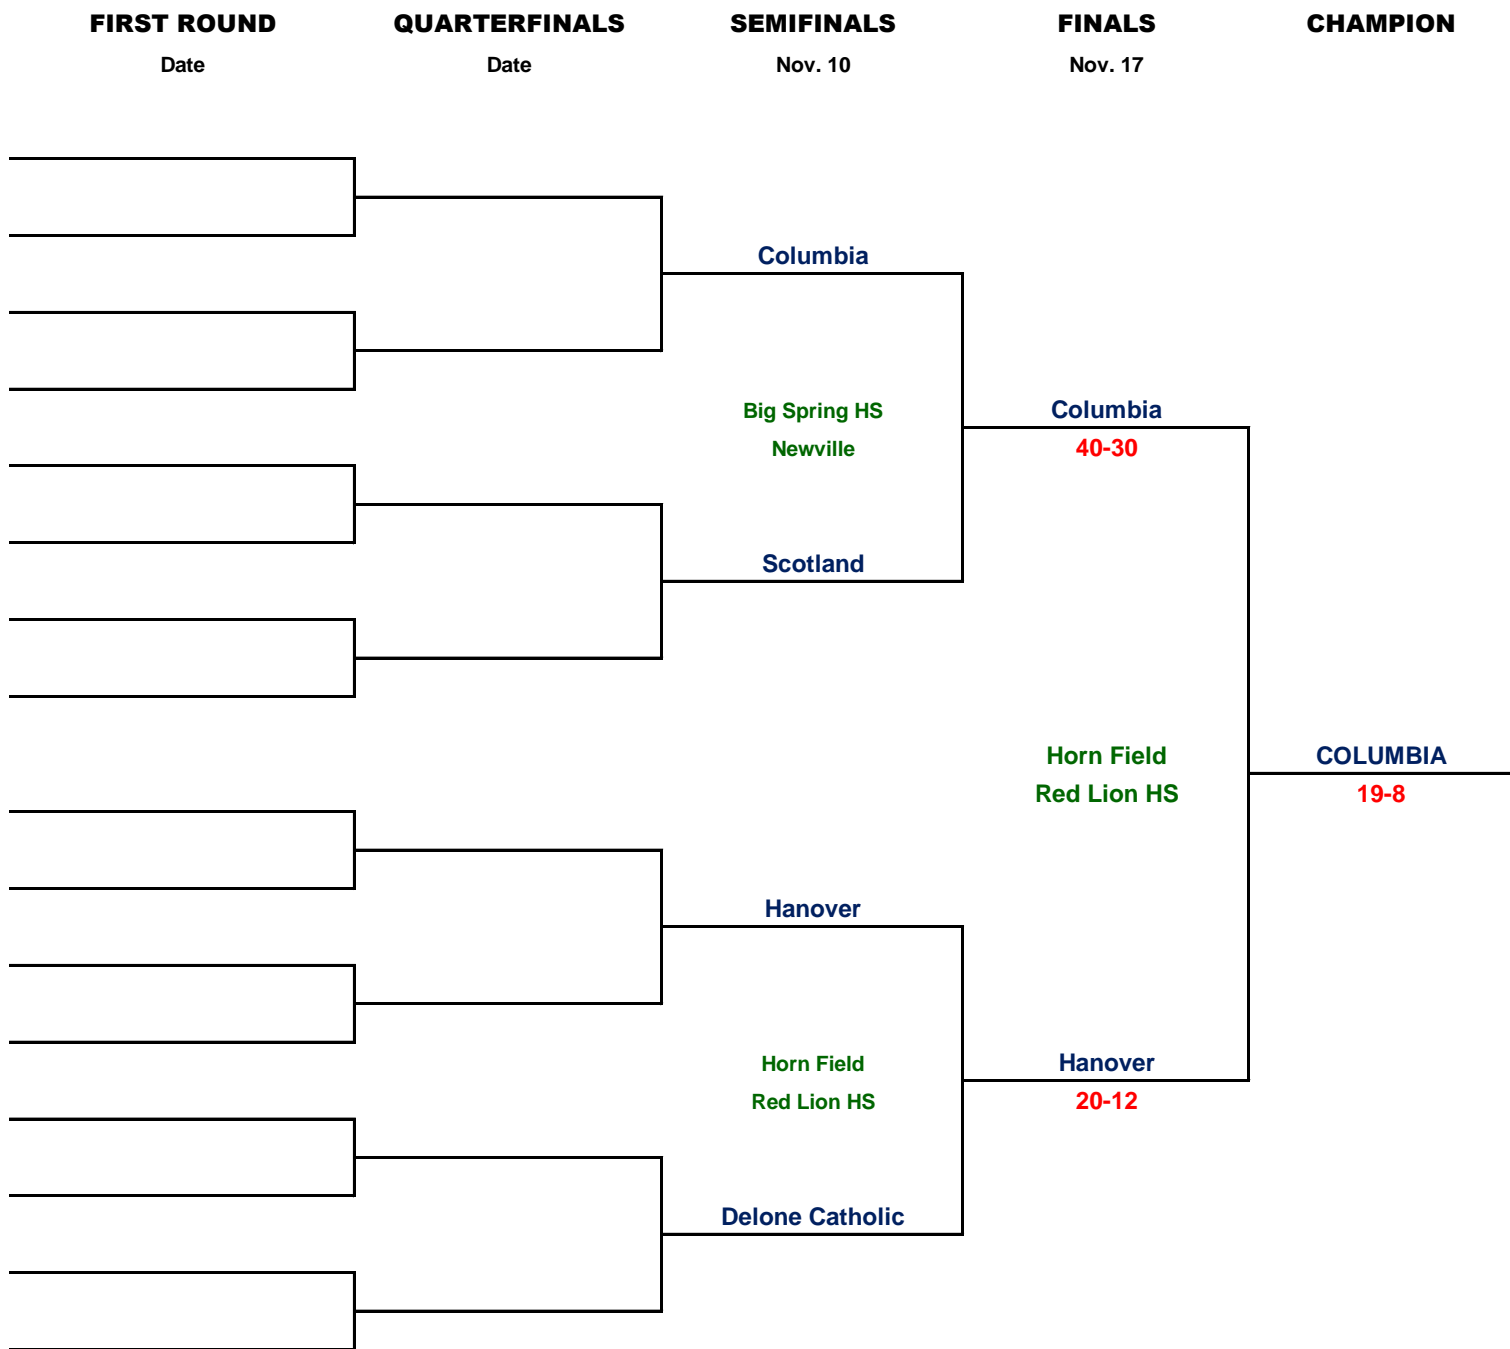 FIRST ROUND QUARTERFINALS SEMIFINALS FINALS CHAMPION
Date Date Nov. 10 Nov. 17
Columbia
Big Spring HS Columbia
Newville 40-30
Scotland
Horn Field COLUMBIA
Red Lion HS 19-8
Hanover
Horn Field Hanover
Red Lion HS 20-12
Delone Catholic